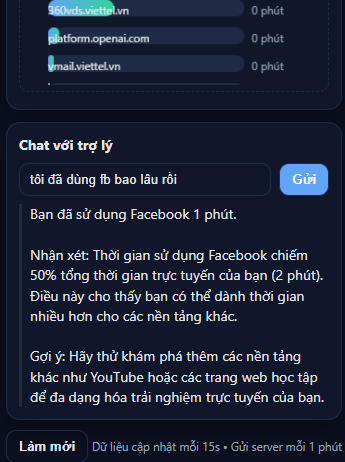 360vds.viettel.vn 0 phút
platform.openai.com 0 phút
vmail.viettel.vn 0 phút
Chat với trợ lý
tôi đã dùng fb bao lâu rồi Gửi
Bạn đã sử dụng Facebook 1 phút.
Nhận xét: Thời gian sử dụng Facebook chiếm
50% tổng thời gian trực tuyến của bạn (2 phút).
Điều này cho thấy bạn có thể dành thời gian
nhiều hơn cho các nền tảng khác.
Gợi ý: Hãy thử khám phá thêm các nền tảng
khác như YouTube hoặc các trang web học tập
để đa dạng hóa trải nghiệm trực tuyến của bạn.
Làm mới Dữ liệu cập nhật mỗi 15s • Gửi server mỗi 1 phút